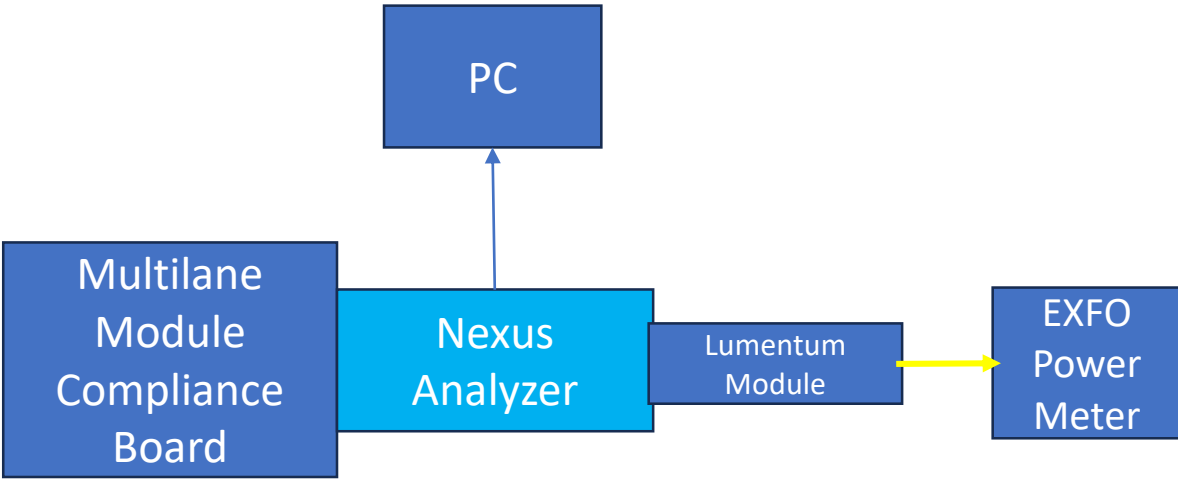 PC
Multilane
Module
Compliance
Board
Nexus
Analyzer
Lumentum
Module
EXFO
Power
Meter